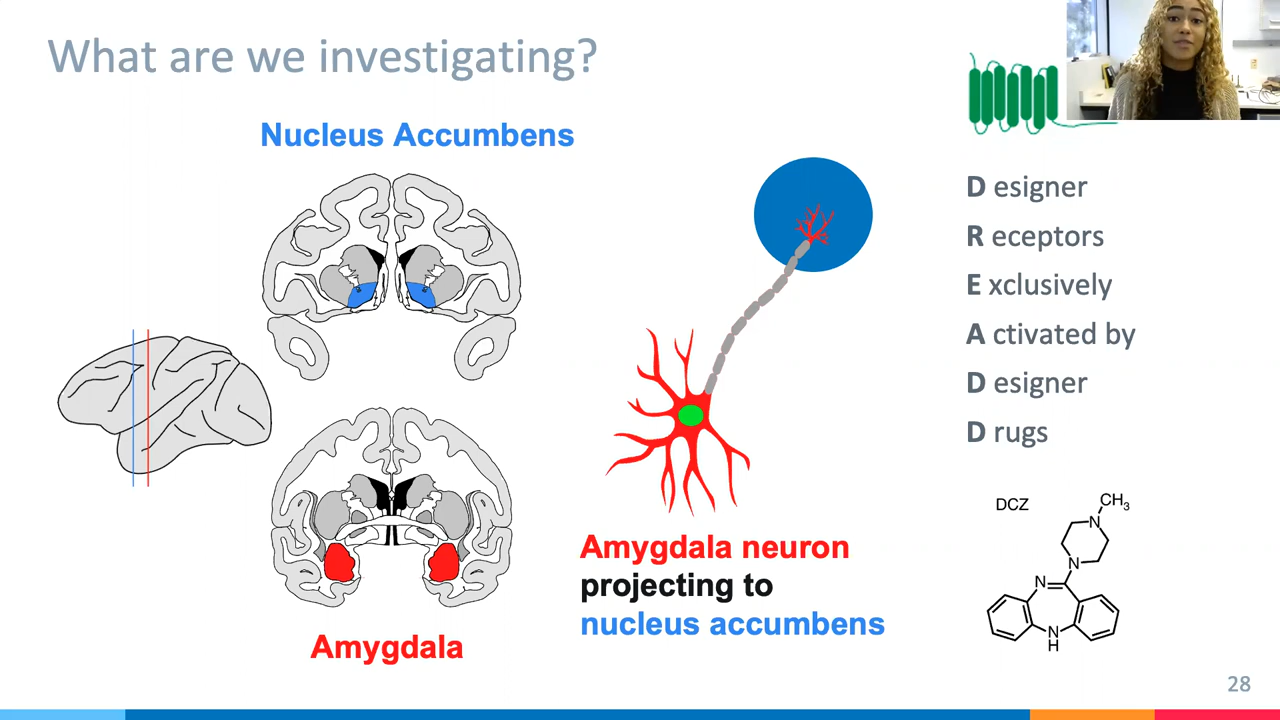 What are we investigating?
Nucleus Accumbens
Amygdala
Amygdala neuron
projecting to
nucleus accumbens
D esigner
R eceptors
E xclusively
A ctivated by
D esigner
D rugs
DCZ
CH3
N
N
N
N
H
28